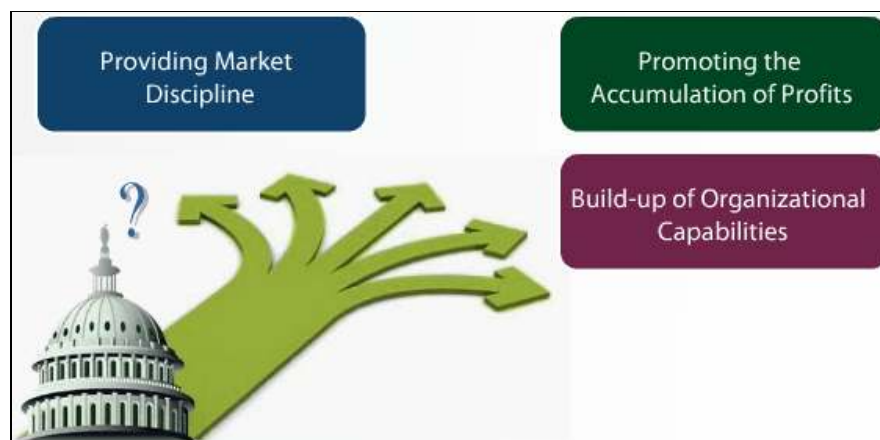 Providing Market
Discipline
Promoting the
Accumulation of Profits
?
Build-up of Organizational
Capabilities